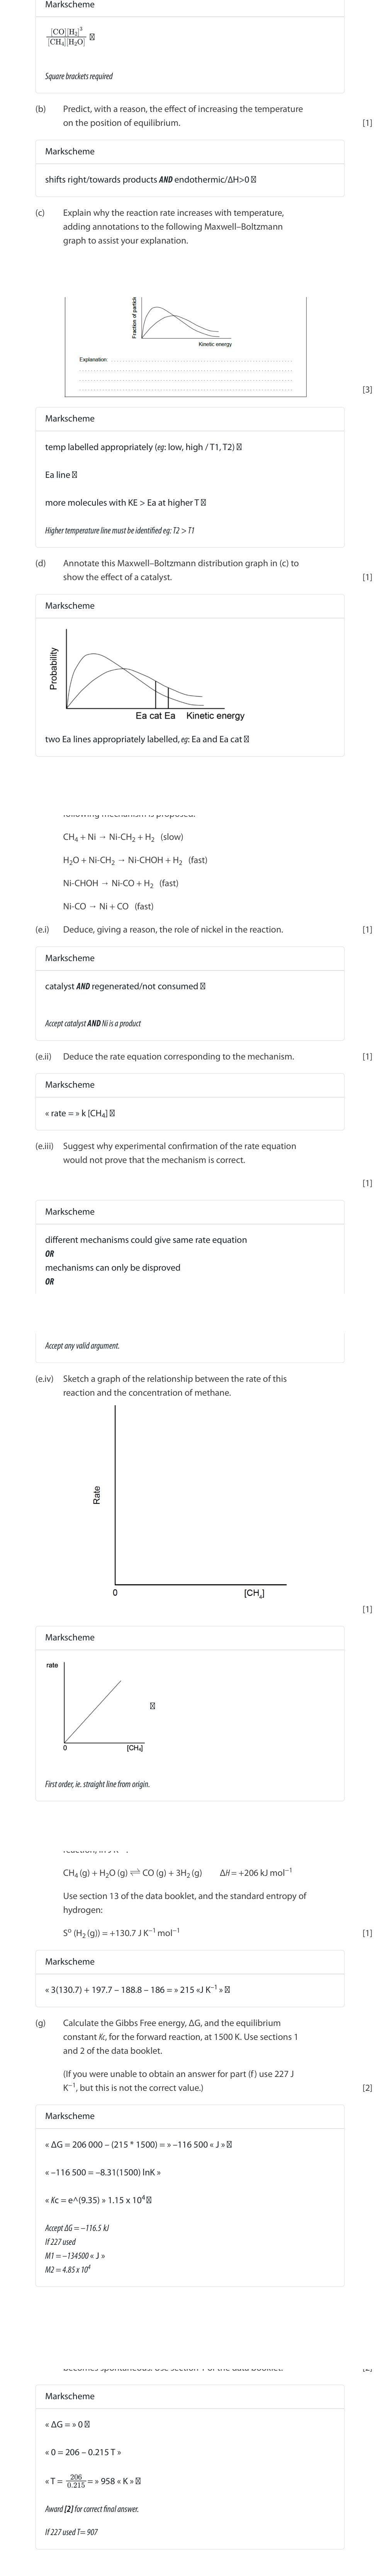 Markscheme
[CO][H2]^3 / [CH4][H2O]
Square brackets required
(b) Predict, with a reason, the effect of increasing the temperature
on the position of equilibrium.
[1]
Markscheme
shifts right/towards products AND endothermic/ΔH>0
(c) Explain why the reaction rate increases with temperature,
adding annotations to the following Maxwell–Boltzmann
graph to assist your explanation.
Fraction of
Kinetic energy
Explanation:
[3]
Markscheme
temp labelled appropriately (eg: low, high / T1, T2)
Ea line
more molecules with KE > Ea at higher T
Higher temperature line must be identified eg: T2 > T1
(d) Annotate this Maxwell–Boltzmann distribution graph in (c) to
show the effect of a catalyst.
[1]
Markscheme
Probability
Ea cat Ea Kinetic energy
two Ea lines appropriately labelled, eg: Ea and Ea cat
following mechanism is proposed:
CH4 + Ni → Ni-CH2 + H2 (slow)
H2O + Ni-CH2 → Ni-CHOH + H2 (fast)
Ni-CHOH → Ni-CO + H2 (fast)
Ni-CO → Ni + CO (fast)
(e.i) Deduce, giving a reason, the role of nickel in the reaction.
[1]
Markscheme
catalyst AND regenerated/not consumed
Accept catalyst AND Ni is a product
(e.ii) Deduce the rate equation corresponding to the mechanism.
[1]
Markscheme
« rate = » k [CH4]
(e.iii) Suggest why experimental confirmation of the rate equation
would not prove that the mechanism is correct.
[1]
Markscheme
different mechanisms could give same rate equation
OR
mechanisms can only be disproved
OR
Accept any valid argument.
(e.iv) Sketch a graph of the relationship between the rate of this
reaction and the concentration of methane.
Rate
0 [CH4]
[1]
Markscheme
rate
0 [CH4]
First order, ie. straight line from origin.
CH4 (g) + H2O (g) ⇌ CO (g) + 3H2 (g) ΔH = +206 kJ mol−1
Use section 13 of the data booklet, and the standard entropy of
hydrogen:
S⁰ (H2 (g)) = +130.7 J K−1 mol−1
[1]
Markscheme
« 3(130.7) + 197.7 – 188.8 – 186 = » 215 «J K−1 »
(g) Calculate the Gibbs Free energy, ΔG, and the equilibrium
constant Kc, for the forward reaction, at 1500 K. Use sections 1
and 2 of the data booklet.
(If you were unable to obtain an answer for part (f) use 227 J
K−1, but this is not the correct value.)
[2]
Markscheme
« ΔG = 206 000 – (215 * 1500) = » –116 500 « J »
« –116 500 = –8.31(1500) lnK »
« Kc = e^(9.35) » 1.15 x 10^4
Accept ΔG = –116.5 kJ
If 227 used
M1 = –134500 « J »
M2 = 4.85 x 10^4
Markscheme
« ΔG = » 0
« 0 = 206 – 0.215 T »
« T = 206/0.215 = » 958 « K »
Award [2] for correct final answer.
If 227 used T= 907